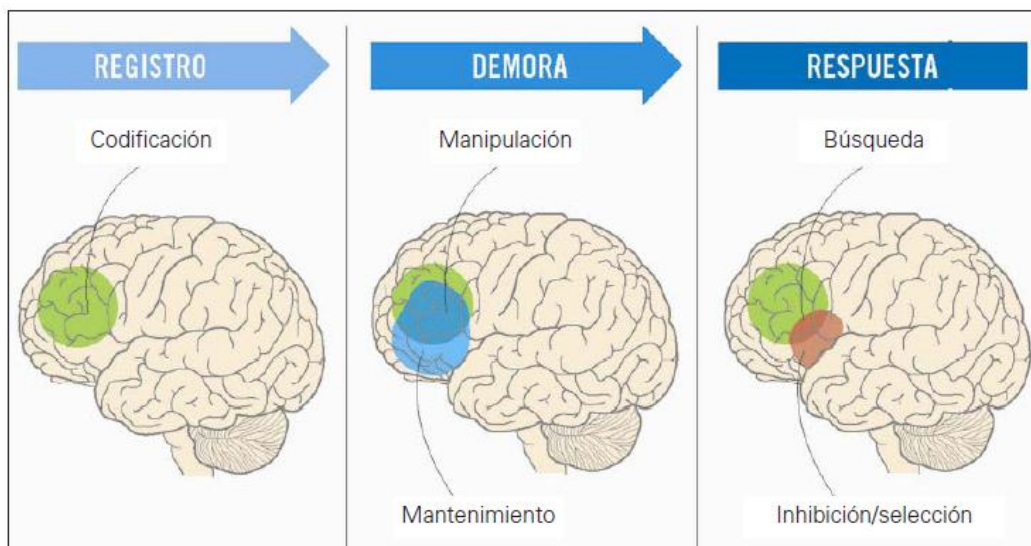 REGISTRO
DEMORA
RESPUESTA
Codificación
Manipulación
Búsqueda
Mantenimiento
Inhibición/selección